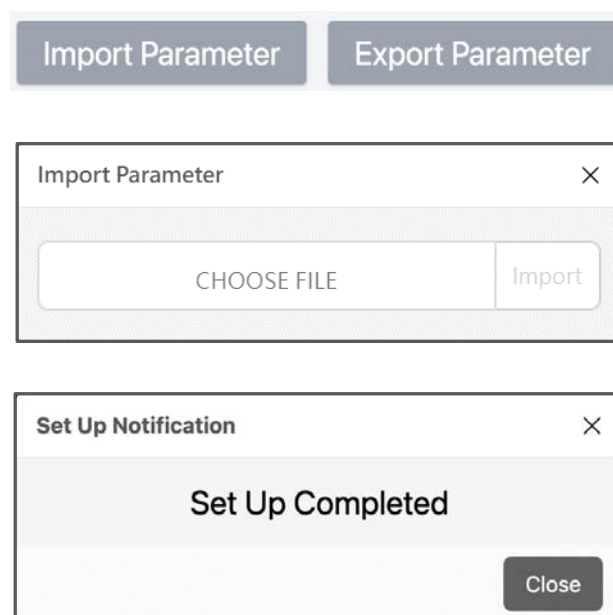 Import Parameter Export Parameter
Import Parameter
CHOOSE FILE Import
Set Up Notification
Set Up Completed
Close